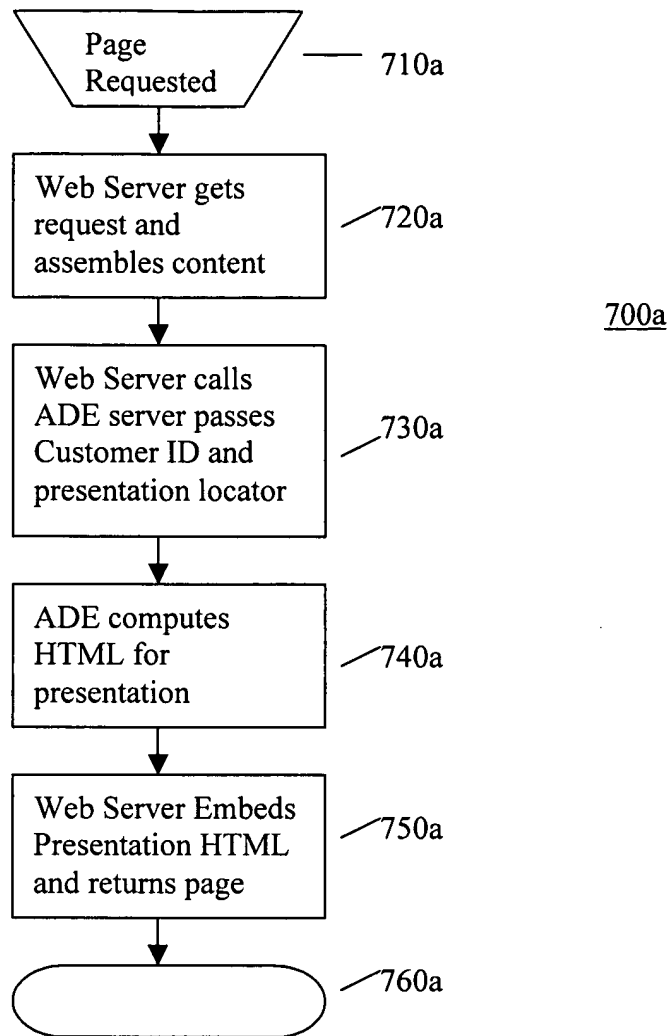 Page
Requested
710a
Web Server gets
request and
assembles content
720a
700a
Web Server calls
ADE server passes
Customer ID and
presentation locator
730a
ADE computes
HTML for
presentation
740a
Web Server Embeds
Presentation HTML
and returns page
750a
760a